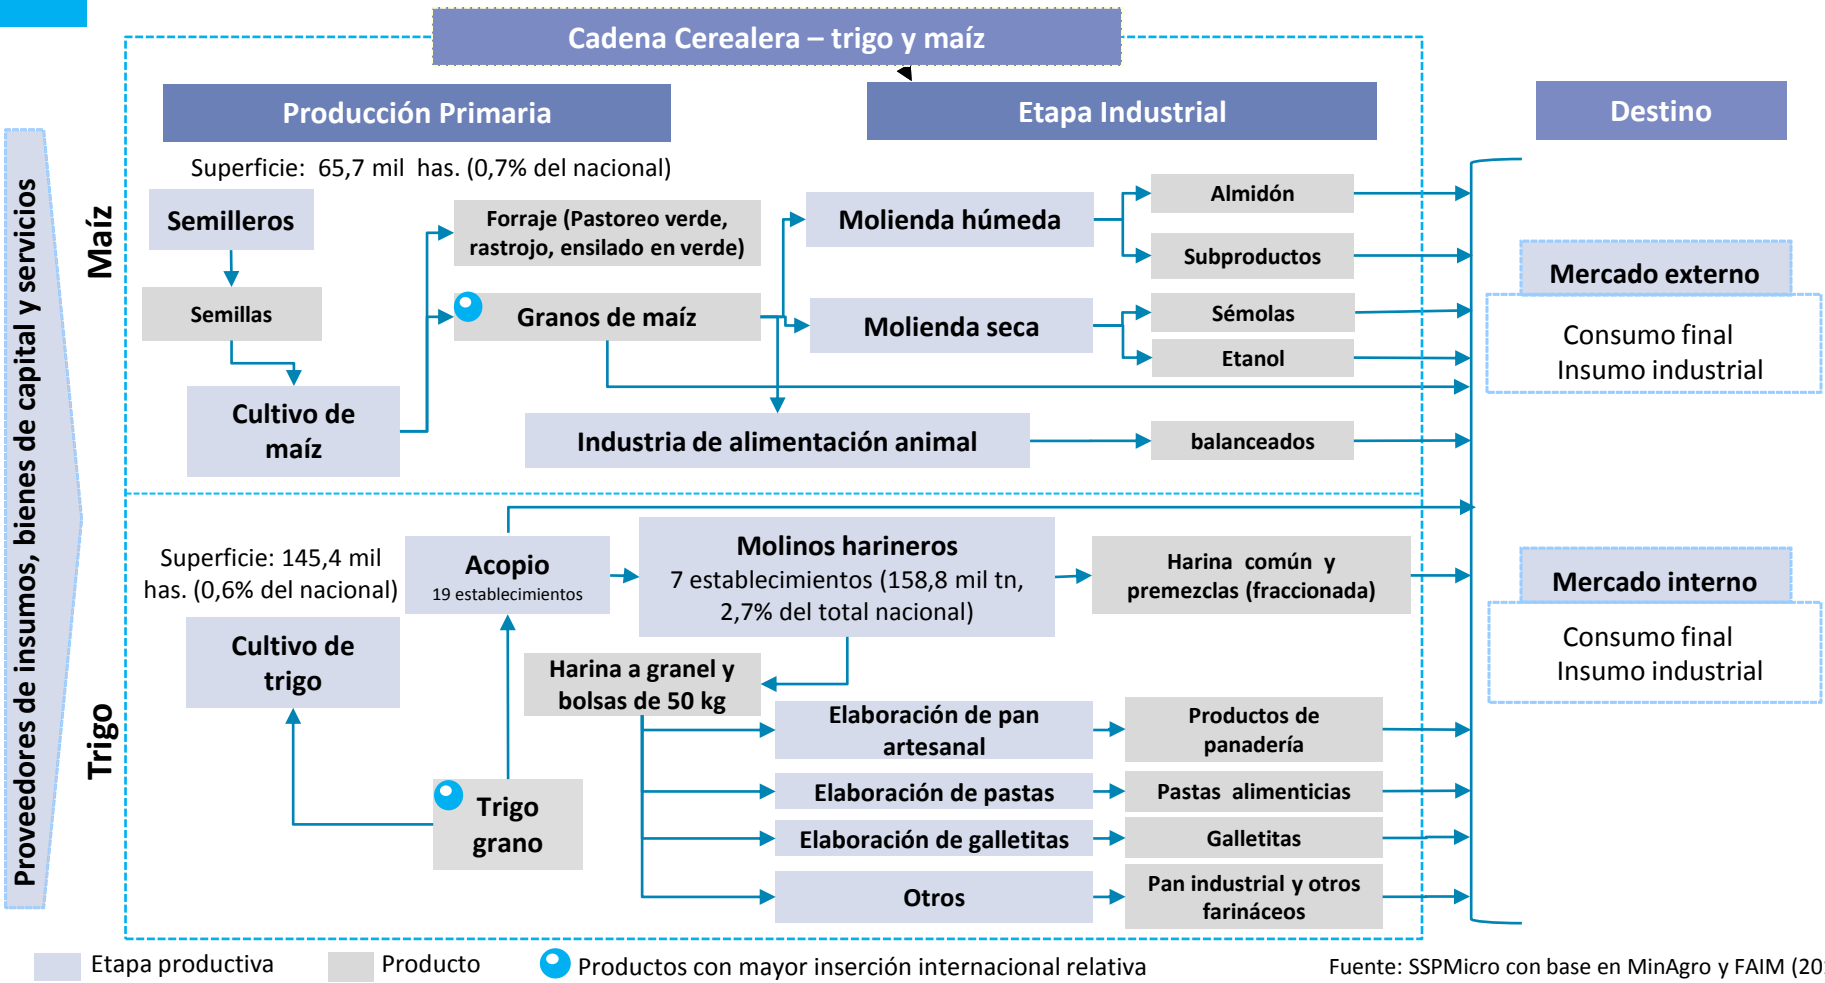 Cadena Cerealera – trigo y maíz
Producción Primaria
Etapa Industrial
Destino
Proveedores de insumos, bienes de capital y servicios
Maíz
Superficie: 65,7 mil has. (0,7% del nacional)
Semilleros
Semillas
Cultivo de
maíz
Forraje (Pastoreo verde,
rastrojo, ensilado en verde)
Granos de maíz
Molienda húmeda
Molienda seca
Industria de alimentación animal
Almidón
Subproductos
Sémolas
Etanol
balanceados
Mercado externo
Consumo final
Insumo industrial
Trigo
Superficie: 145,4 mil
has. (0,6% del nacional)
Cultivo de
trigo
Trigo
grano
Acopio
19 establecimientos
Molinos harineros
7 establecimientos (158,8 mil tn,
2,7% del total nacional)
Harina común y
premezclas (fraccionada)
Harina a granel y
bolsas de 50 kg
Elaboración de pan
artesanal
Productos de
panadería
Elaboración de pastas
Pastas alimenticias
Elaboración de galletitas
Galletitas
Otros
Pan industrial y otros
farináceos
Mercado interno
Consumo final
Insumo industrial
Etapa productiva
Producto
Productos con mayor inserción internacional relativa
Fuente: SSPMicro con base en MinAgro y FAIM